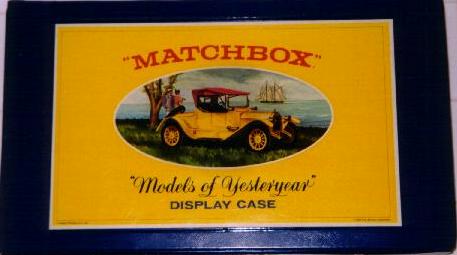 "MATCHBOX"
"Models of Yesteryear"
DISPLAY CASE